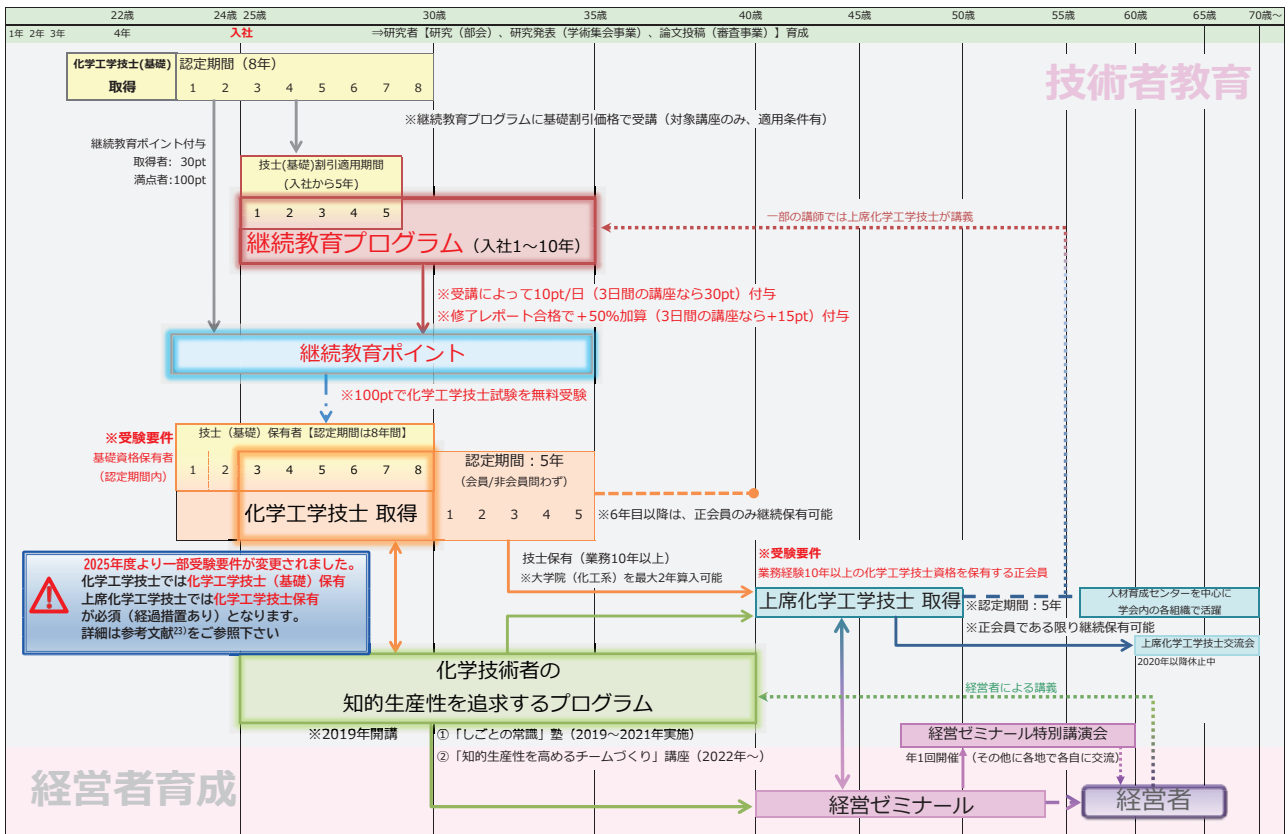 22歳 24歳 25歳 30歳 35歳 40歳 45歳 50歳 55歳 60歳 65歳 70歳～
1年 2年 3年 4年 入社 ⇒研究者【研究（部会）、研究発表（学術集会事業）、論文投稿（審査事業）】育成
技術者教育
化学工学技士(基礎)
取得
認定期間（8年）
1 2 3 4 5 6 7 8
※継続教育プログラムに基礎割引価格で受講（対象講座のみ、適用条件有）
継続教育ポイント付与
取得者: 30pt
満点者:100pt
技士(基礎)割引適用期間
(入社から5年)
1 2 3 4 5
継続教育プログラム（入社1～10年）
一部の講師では上席化学工学技士が講義
※受講によって10pt/日（3日間の講座なら30pt）付与
※修了レポート合格で＋50%加算（3日間の講座なら+15pt）付与
継続教育ポイント
※100ptで化学工学技士試験を無料受験
※受験要件
基礎資格保有者
（認定期間内）
技士（基礎）保有者【認定期間は8年間】
1 2 3 4 5 6 7 8
化学工学技士 取得
認定期間：5年
（会員/非会員問わず）
1 2 3 4 5
※6年目以降は、正会員のみ継続保有可能
2025年度より一部受験要件が変更されました。
化学工学技士では化学工学技士（基礎）保有
上席化学工学技士では化学工学技士保有
が必須（経過措置あり）となります。
詳細は参考文献23)をご参照下さい
技士保有（業務10年以上）
※大学院（化工系）を最大2年算入可能
※受験要件
業務経験10年以上の化学工学技士資格を保有する正会員
上席化学工学技士 取得
※認定期間：5年
※正会員である限り継続保有可能
人材育成センターを中心に
学会内の各組織で活躍
上席化学工学技士交流会
2020年以降休止中
化学技術者の
知的生産性を追求するプログラム
経営者による講義
※2019年開講
①「しごとの常識」塾（2019～2021年実施）
②「知的生産性を高めるチームづくり」講座（2022年～）
経営ゼミナール特別講演会
年1回開催（その他に各地で各自に交流）
経営者育成
経営ゼミナール
経営者